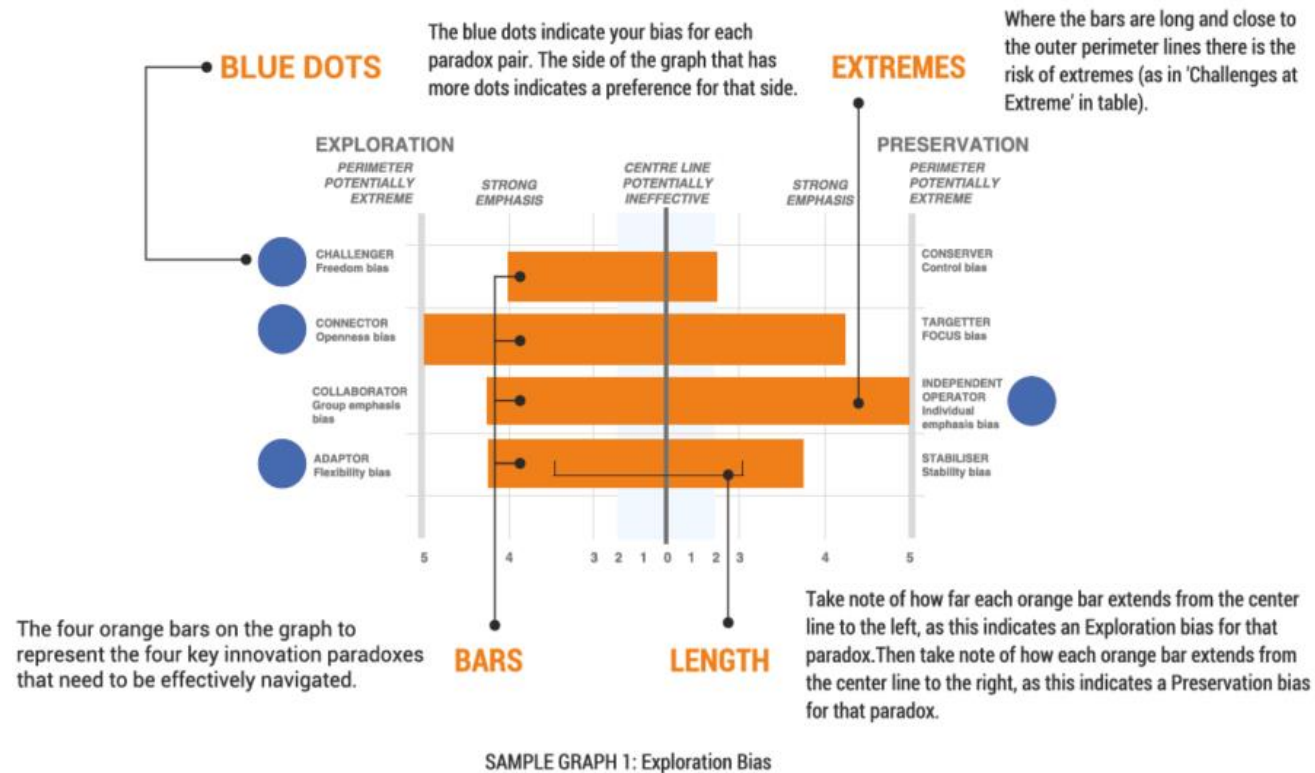 BLUE DOTS
The blue dots indicate your bias for each
paradox pair. The side of the graph that has
more dots indicates a preference for that side.
EXTREMES
Where the bars are long and close to
the outer perimeter lines there is the
risk of extremes (as in 'Challenges at
Extreme' in table).
EXPLORATION
PRESERVATION
PERIMETER
POTENTIALLY
EXTREME
STRONG
EMPHASIS
CENTRE LINE
POTENTIALLY
INEFFECTIVE
STRONG
EMPHASIS
PERIMETER
POTENTIALLY
EXTREME
CHALLENGER
Freedom bias
CONSERVER
Control bias
CONNECTOR
Openness bias
TARGETTER
FOCUS bias
COLLABORATOR
Group emphasis
bias
INDEPENDENT
OPERATOR
Individual
emphasis bias
ADAPTOR
Flexibility bias
STABILISER
Stability bias
5 4 3 2 1 0 1 2 3 4 5
The four orange bars on the graph to
represent the four key innovation paradoxes
that need to be effectively navigated.
BARS
LENGTH
Take note of how far each orange bar extends from the center
line to the left, as this indicates an Exploration bias for that
paradox.Then take note of how each orange bar extends from
the center line to the right, as this indicates a Preservation bias
for that paradox.
SAMPLE GRAPH 1: Exploration Bias